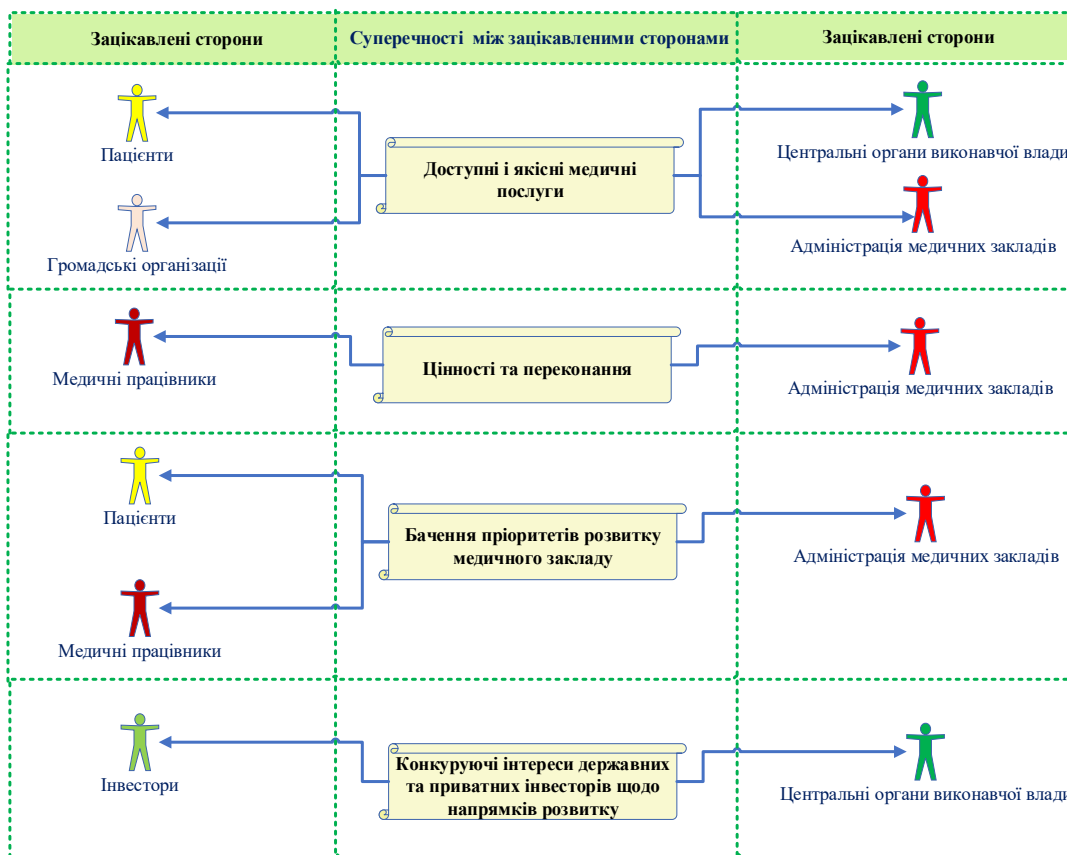 Зацікавлені сторони
Суперечності між зацікавленими сторонами
Зацікавлені сторони
Пацієнти
Громадські організації
Доступні і якісні медичні
послуги
Центральні органи виконавчої влади
Адміністрація медичних закладів
Медичні працівники
Цінності та переконання
Адміністрація медичних закладів
Пацієнти
Медичні працівники
Бачення пріоритетів розвитку
медичного закладу
Адміністрація медичних закладів
Інвестори
Конкуруючі інтереси державних
та приватних інвесторів щодо
напрямків розвитку
Центральні органи виконавчої влади